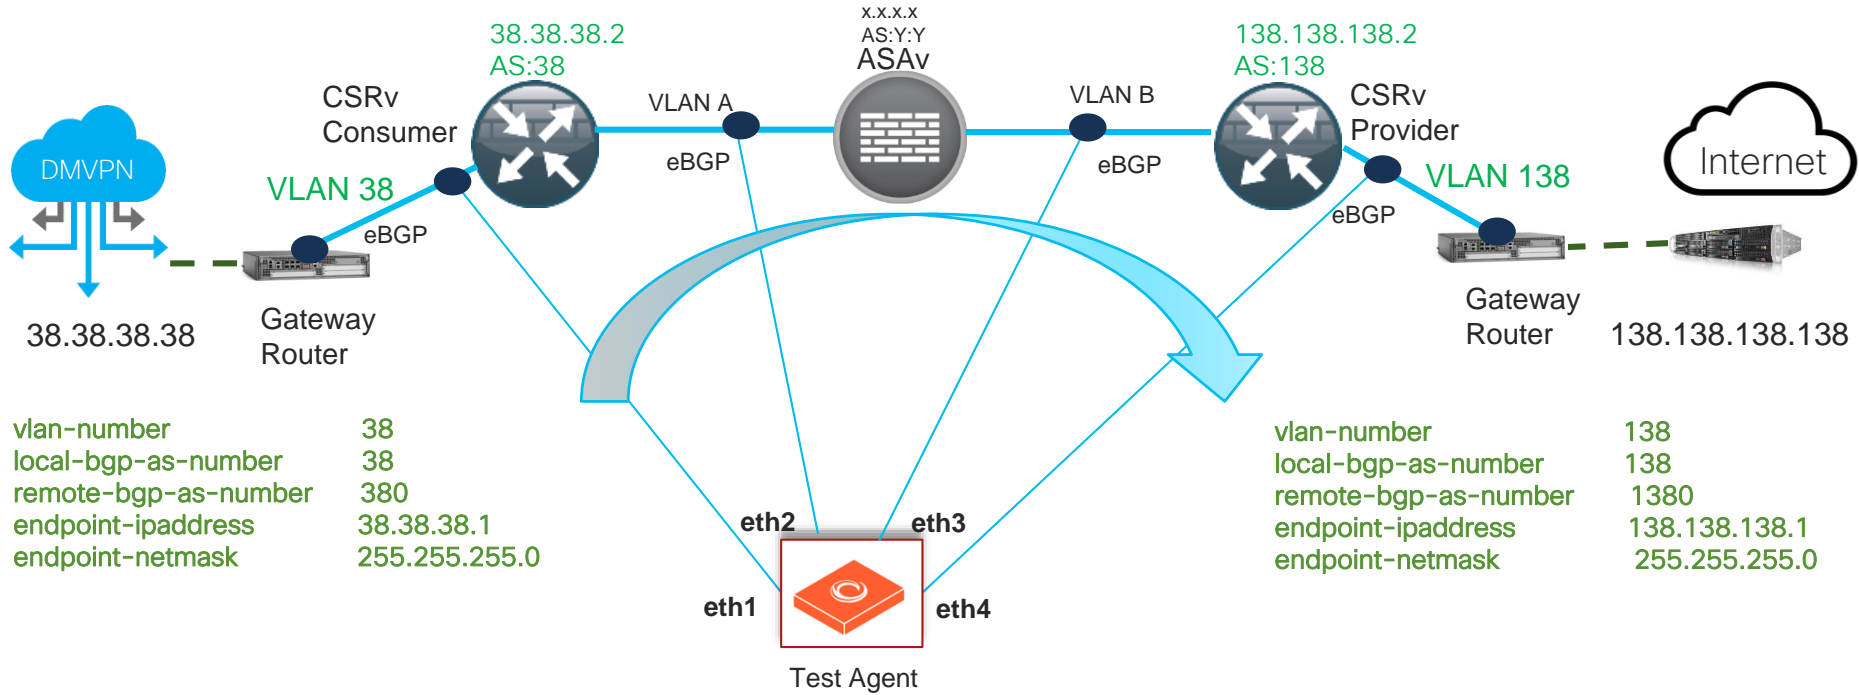 x.x.x.x
AS:Y:Y
ASAv
38.38.38.2
AS:38
138.138.138.2
AS:138
CSRv
Consumer
VLAN A
eBGP
VLAN B
eBGP
CSRv
Provider
DMVPN
VLAN 38
eBGP
VLAN 138
eBGP
Internet
38.38.38.38
Gateway
Router
Gateway
Router
138.138.138.138
vlan-number 38
local-bgp-as-number 38
remote-bgp-as-number 380
endpoint-ipaddress 38.38.38.1
endpoint-netmask 255.255.255.0
vlan-number 138
local-bgp-as-number 138
remote-bgp-as-number 1380
endpoint-ipaddress 138.138.138.1
endpoint-netmask 255.255.255.0
eth2
eth3
eth1
eth4
Test Agent